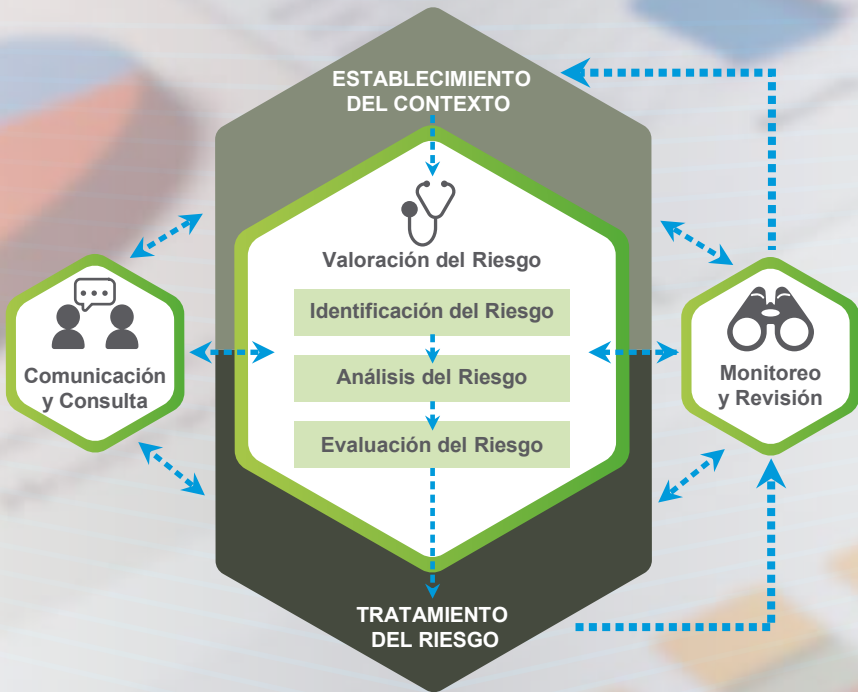 ESTABLECIMIENTO
DEL CONTEXTO
Valoración del Riesgo
Identificación del Riesgo
Análisis del Riesgo
Evaluación del Riesgo
Comunicación
y Consulta
Monitoreo
y Revisión
TRATAMIENTO
DEL RIESGO